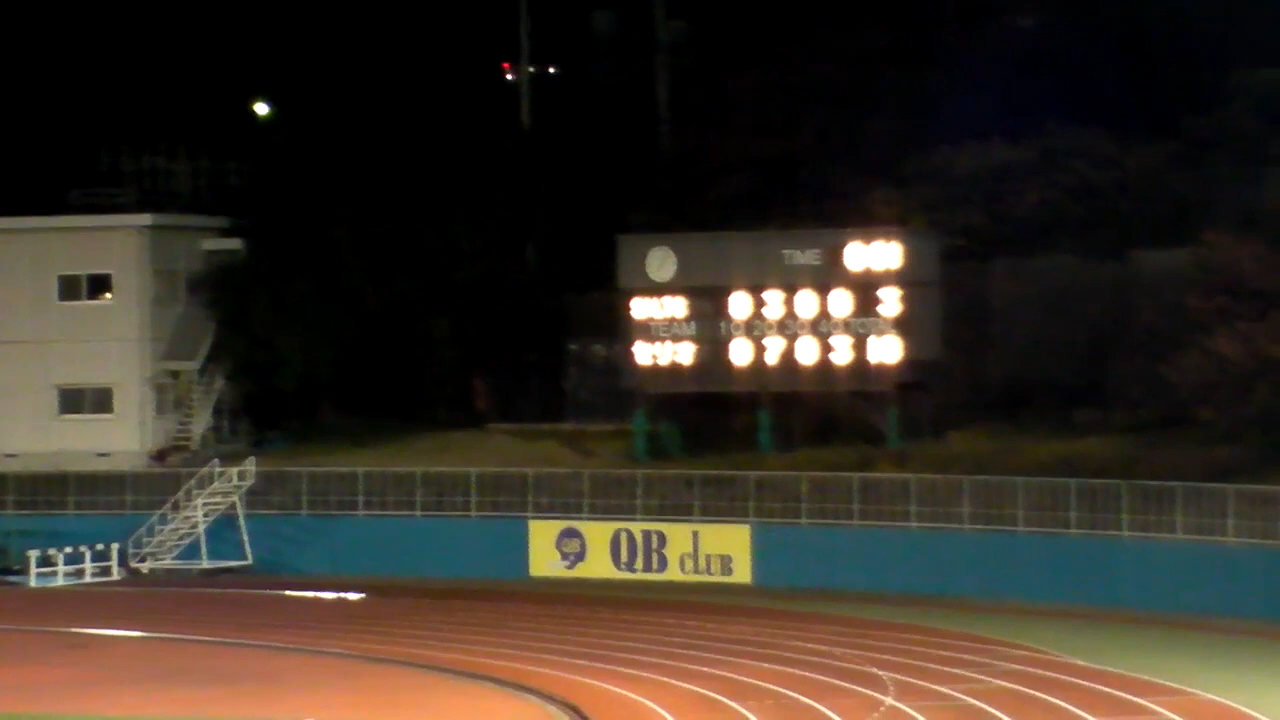 TIME
0 3 0 0 3
TEAM 1Q 2Q 3Q 4Q TOTAL
0 7 0 3 10
QB CLUB